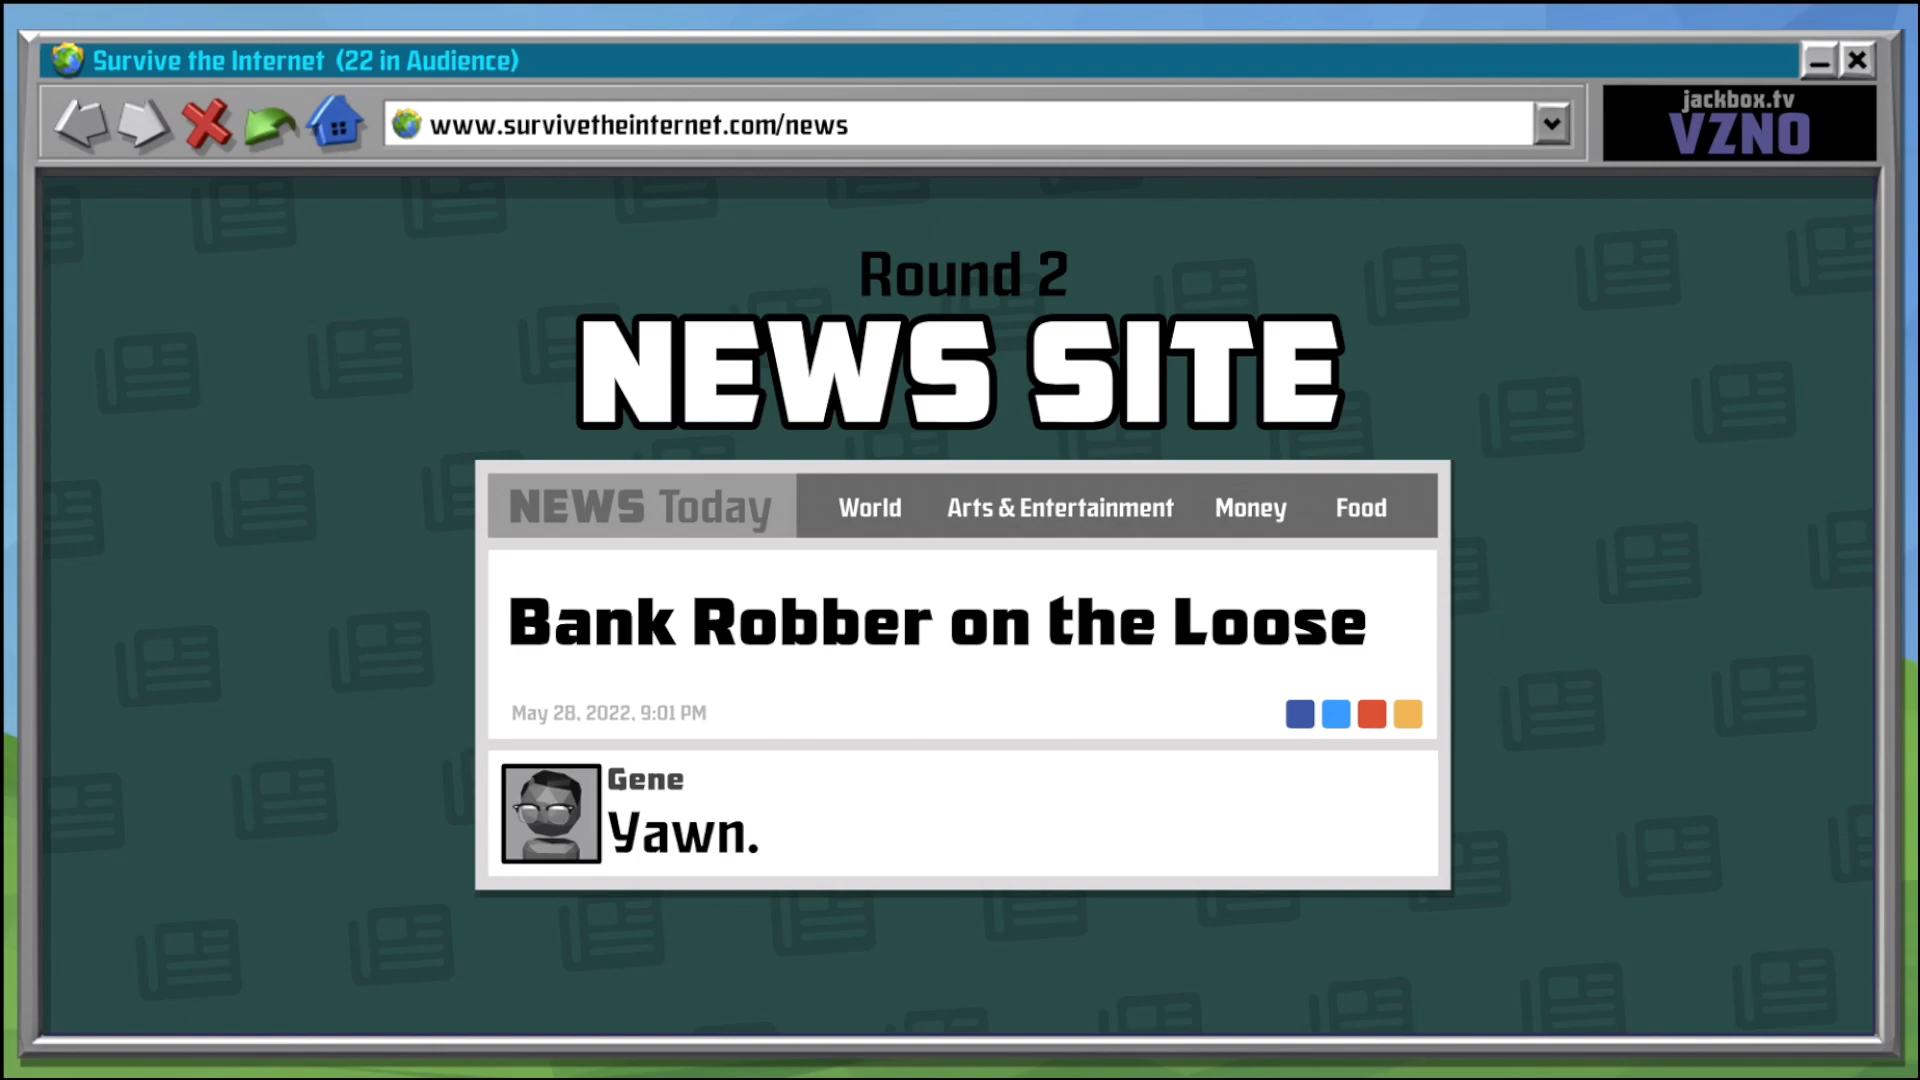 Survive the Internet (22 in Audience)
www.survivetheinternet.com/news
jackbox.tv
VZNO
Round 2
NEWS SITE
NEWS Today World Arts & Entertainment Money Food
Bank Robber on the Loose
May 28, 2022, 9:01 PM
Gene
Yawn.